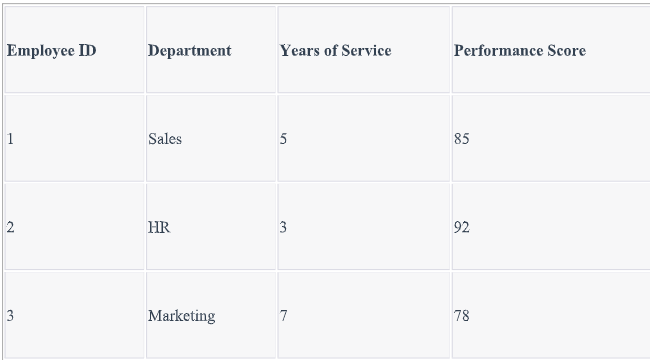 Employee ID Department Years of Service Performance Score
1 Sales 5 85
2 HR 3 92
3 Marketing 7 78